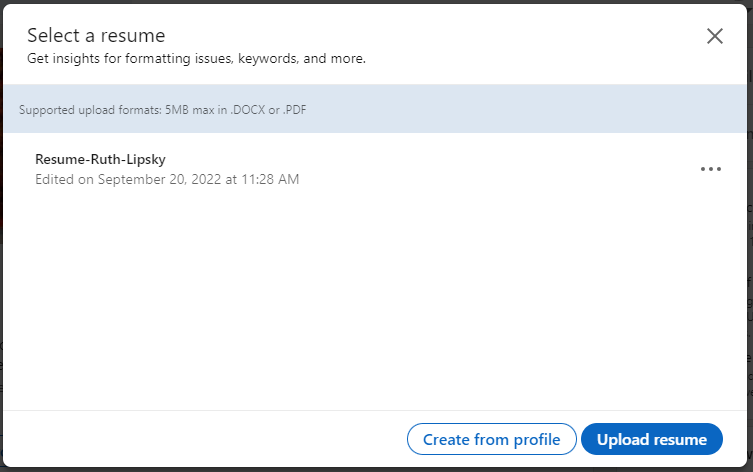 Select a resume
Get insights for formatting issues, keywords, and more.
Supported upload formats: 5MB max in .DOCX or .PDF
Resume-Ruth-Lipsky
Edited on September 20, 2022 at 11:28 AM
Create from profile
Upload resume